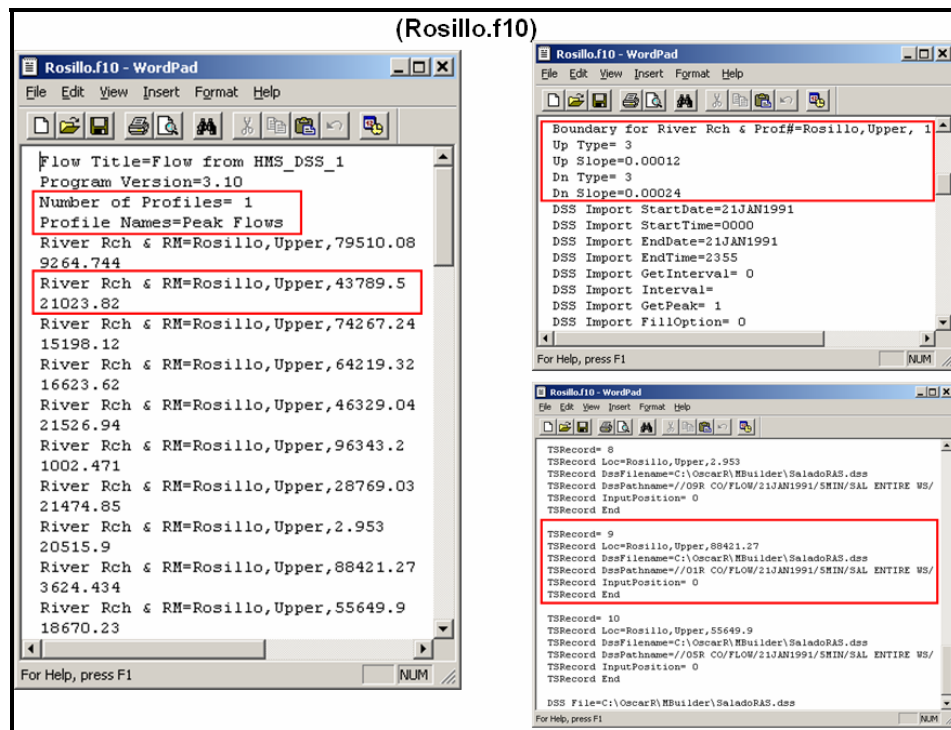 (Rosillo.f10)
Rosillo.f10 - WordPad
File Edit View Insert Format Help
Flow Title=Flow from HMS_DSS_1
Program Version=3.10
Number of Profiles= 1
Profile Names=Peak Flows
River Rch & RM=Rosillo,Upper,79510.08
9264.744
River Rch & RM=Rosillo,Upper,43789.5
21023.82
River Rch & RM=Rosillo,Upper,74267.24
15198.12
River Rch & RM=Rosillo,Upper,64219.32
16623.62
River Rch & RM=Rosillo,Upper,46329.04
21526.94
River Rch & RM=Rosillo,Upper,96343.2
1002.471
River Rch & RM=Rosillo,Upper,28769.03
21474.85
River Rch & RM=Rosillo,Upper,2.953
20515.9
River Rch & RM=Rosillo,Upper,88421.27
3624.434
River Rch & RM=Rosillo,Upper,55649.9
18670.23
For Help, press F1
NUM
Rosillo.f10 - WordPad
File Edit View Insert Format Help
Boundary for River Rch & Prof#=Rosillo,Upper, 1
Up Type= 3
Up Slope=0.00012
Dn Type= 3
Dn Slope=0.00024
DSS Import StartDate=21JAN1991
DSS Import StartTime=0000
DSS Import EndDate=21JAN1991
DSS Import EndTime=2355
DSS Import GetInterval= 0
DSS Import Interval=
DSS Import GetPeak= 1
DSS Import FillOption= 0
For Help, press F1
NUM
Rosillo.f10 - WordPad
File Edit View Insert Format Help
TSRecord= 8
TSRecord Loc=Rosillo,Upper,2.953
TSRecord DssFilename=C:\OscarR\MBuilder\SaladoRAS.dss
TSRecord DssPathname=//09R CO/FLOW/21JAN1991/5MIN/SAL ENTIRE WS/
TSRecord InputPosition= 0
TSRecord End
TSRecord= 9
TSRecord Loc=Rosillo,Upper,88421.27
TSRecord DssFilename=C:\OscarR\MBuilder\SaladoRAS.dss
TSRecord DssPathname=//01R CO/FLOW/21JAN1991/5MIN/SAL ENTIRE WS/
TSRecord InputPosition= 0
TSRecord End
TSRecord= 10
TSRecord Loc=Rosillo,Upper,55649.9
TSRecord DssFilename=C:\OscarR\MBuilder\SaladoRAS.dss
TSRecord DssPathname=//05R CO/FLOW/21JAN1991/5MIN/SAL ENTIRE WS/
TSRecord InputPosition= 0
TSRecord End
DSS File=C:\OscarR\MBuilder\SaladoRAS.dss
For Help, press F1
NUM